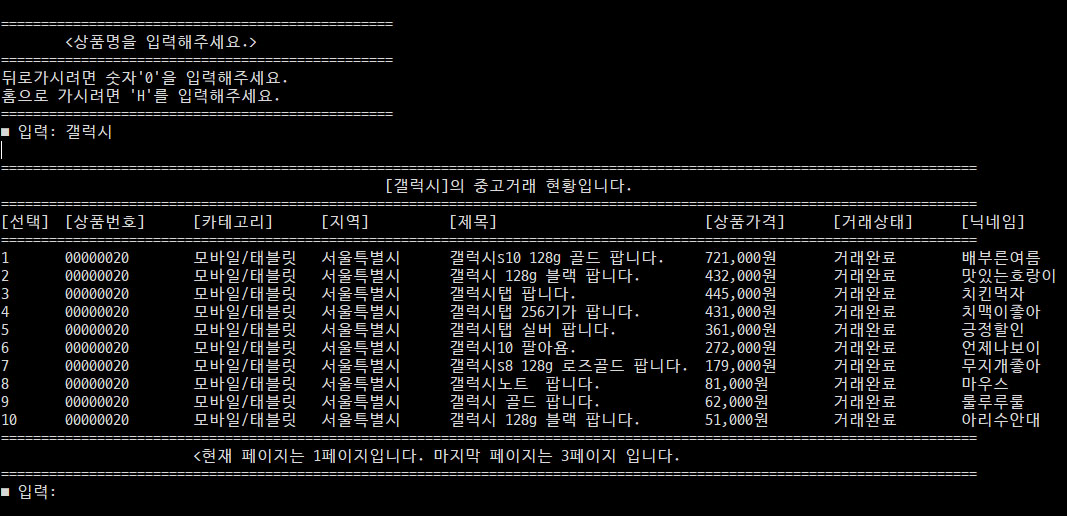 =================================================
<상품명을 입력해주세요.>
=================================================
뒤로가시려면 숫자'0'을 입력해주세요.
홈으로 가시려면 'H'를 입력해주세요.
=================================================
■ 입력: 갤럭시
==========================================================================================================================
[갤럭시]의 중고거래 현황입니다.
==========================================================================================================================
[선택] [상품번호] [카테고리] [지역] [제목] [상품가격] [거래상태] [닉네임]
==========================================================================================================================
1 00000020 모바일/태블릿 서울특별시 갤럭시s10 128g 골드 팝니다. 721,000원 거래완료 배부른여름
2 00000020 모바일/태블릿 서울특별시 갤럭시 128g 블랙 팝니다. 432,000원 거래완료 맛있는호랑이
3 00000020 모바일/태블릿 서울특별시 갤럭시탭 팝니다. 445,000원 거래완료 치킨먹자
4 00000020 모바일/태블릿 서울특별시 갤럭시탭 256기가 팝니다. 431,000원 거래완료 치맥이좋아
5 00000020 모바일/태블릿 서울특별시 갤럭시탭 실버 팝니다. 361,000원 거래완료 긍정할인
6 00000020 모바일/태블릿 서울특별시 갤럭시10 팔아욤. 272,000원 거래완료 언제나보이
7 00000020 모바일/태블릿 서울특별시 갤럭시s8 128g 로즈골드 팝니다. 179,000원 거래완료 무지개좋아
8 00000020 모바일/태블릿 서울특별시 갤럭시노트  팝니다. 81,000원 거래완료 마우스
9 00000020 모바일/태블릿 서울특별시 갤럭시 골드 팝니다. 62,000원 거래완료 룰루루룰
10 00000020 모바일/태블릿 서울특별시 갤럭시 128g 블랙 팝니다. 51,000원 거래완료 아리수안대
==========================================================================================================================
<현재 페이지는 1페이지입니다. 마지막 페이지는 3페이지 입니다.
==========================================================================================================================
■ 입력: